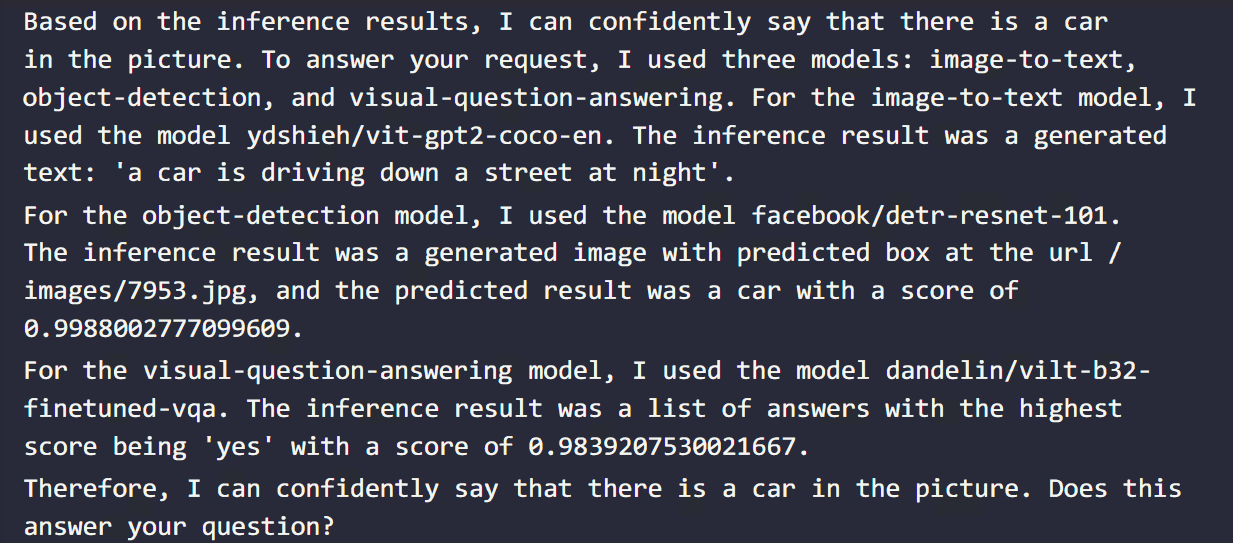 Based on the inference results, I can confidently say that there is a car
in the picture. To answer your request, I used three models: image-to-text,
object-detection, and visual-question-answering. For the image-to-text model, I
used the model ydshieh/vit-gpt2-coco-en. The inference result was a generated
text: 'a car is driving down a street at night'.
For the object-detection model, I used the model facebook/detr-resnet-101.
The inference result was a generated image with predicted box at the url /
images/7953.jpg, and the predicted result was a car with a score of
0.9988002777099609.
For the visual-question-answering model, I used the model dandelin/vilt-b32-
finetuned-vqa. The inference result was a list of answers with the highest
score being 'yes' with a score of 0.9839207530021667.
Therefore, I can confidently say that there is a car in the picture. Does this
answer your question?